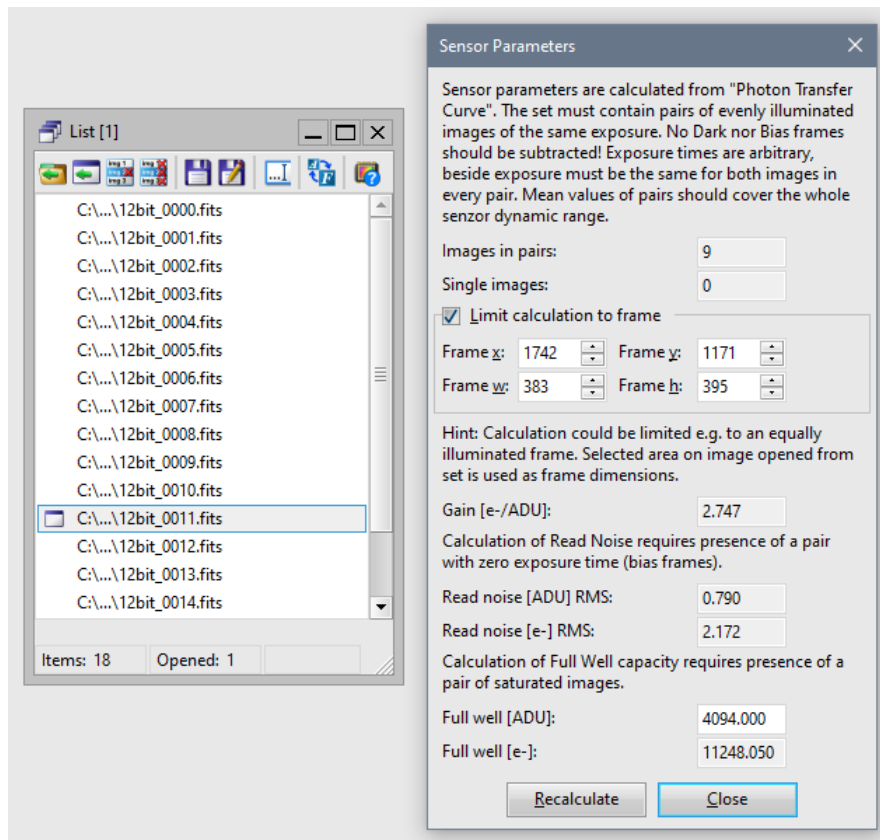 List [1]
C:\...\12bit_0000.fits
C:\...\12bit_0001.fits
C:\...\12bit_0002.fits
C:\...\12bit_0003.fits
C:\...\12bit_0004.fits
C:\...\12bit_0005.fits
C:\...\12bit_0006.fits
C:\...\12bit_0007.fits
C:\...\12bit_0008.fits
C:\...\12bit_0009.fits
C:\...\12bit_0010.fits
C:\...\12bit_0011.fits
C:\...\12bit_0012.fits
C:\...\12bit_0013.fits
C:\...\12bit_0014.fits
Items: 18 Opened: 1
Sensor Parameters
Sensor parameters are calculated from "Photon Transfer
Curve". The set must contain pairs of evenly illuminated
images of the same exposure. No Dark nor Bias frames
should be subtracted! Exposure times are arbitrary,
beside exposure must be the same for both images in
every pair. Mean values of pairs should cover the whole
senzor dynamic range.
Images in pairs: 9
Single images: 0
Limit calculation to frame
Frame x: 1742 Frame y: 1171
Frame w: 383 Frame h: 395
Hint: Calculation could be limited e.g. to an equally
illuminated frame. Selected area on image opened from
set is used as frame dimensions.
Gain [e-/ADU]: 2.747
Calculation of Read Noise requires presence of a pair
with zero exposure time (bias frames).
Read noise [ADU] RMS: 0.790
Read noise [e-] RMS: 2.172
Calculation of Full Well capacity requires presence of a
pair of saturated images.
Full well [ADU]: 4094.000
Full well [e-]: 11248.050
Recalculate Close